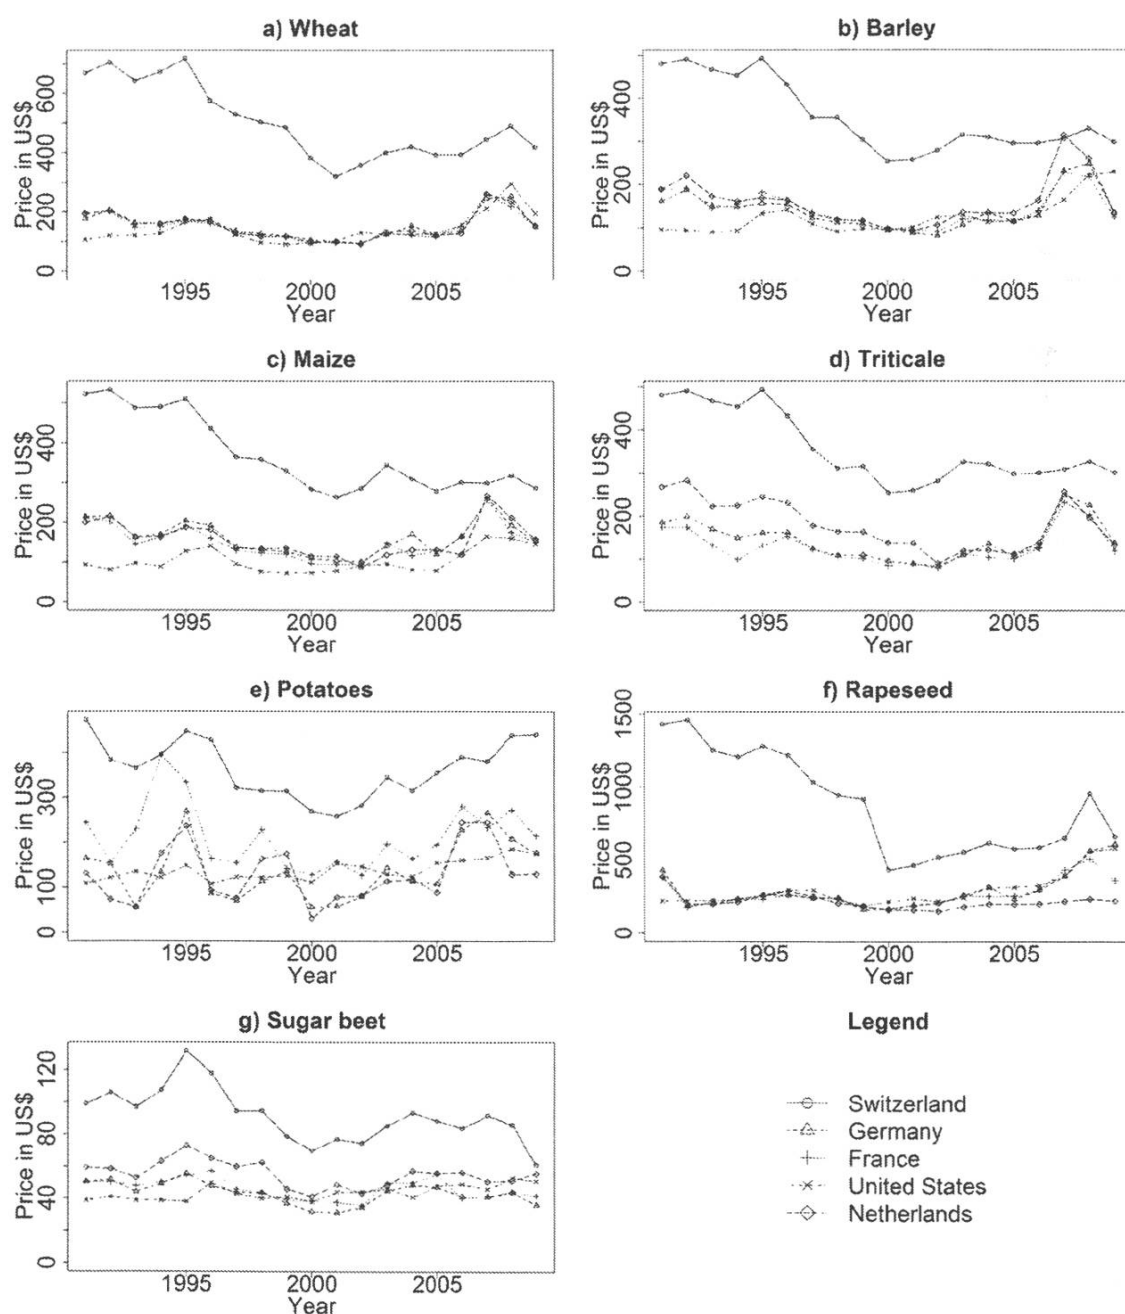 a) Wheat
Price in US$
0
200
400
600
1995
2000
2005
Year
b) Barley
Price in US$
0
200
400
1995
2000
2005
Year
c) Maize
Price in US$
0
200
400
1995
2000
2005
Year
d) Triticale
Price in US$
0
200
400
1995
2000
2005
Year
e) Potatoes
Price in US$
0
100
300
1995
2000
2005
Year
f) Rapeseed
Price in US$
0
500
1000
1500
1995
2000
2005
Year
g) Sugar beet
Price in US$
0
40
80
120
1995
2000
2005
Year
Legend
Switzerland
Germany
France
United States
Netherlands